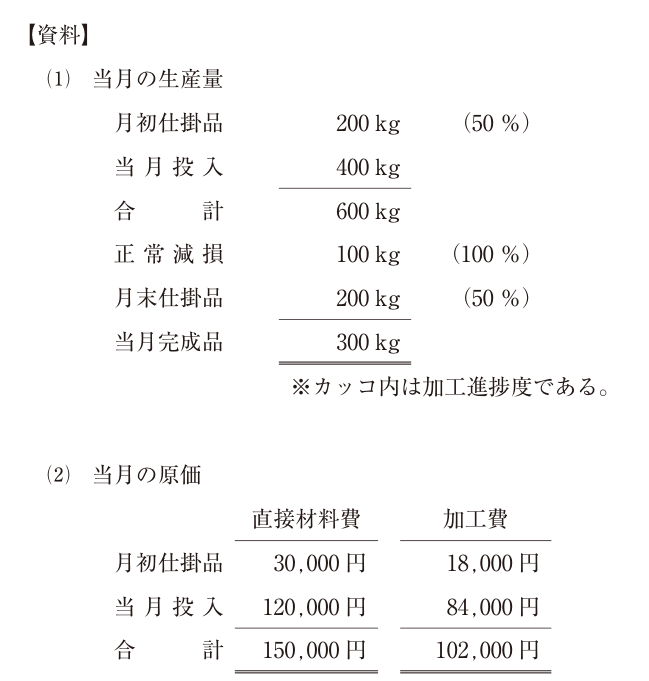 【資料】
⑴ 当月の生産量
月初仕掛品 200 kg (50 %)
当月投入 400 kg
合計 600 kg
正常減損 100 kg (100 %)
月末仕掛品 200 kg (50 %)
当月完成品 300 kg
※カッコ内は加工進捗度である。
⑵ 当月の原価
直接材料費 加工費
月初仕掛品 30,000 円 18,000 円
当月投入 120,000 円 84,000 円
合計 150,000 円 102,000 円